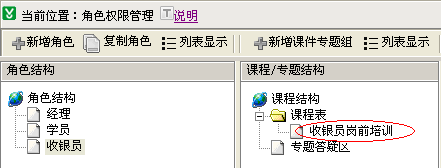 当前位置：角色权限管理 说明
新增角色 复制角色 列表显示 新增课件专题组 列表显示
角色结构 课程/专题结构
角色结构
经理
学员
收银员
课程结构
课程表
收银员岗前培训
专题答疑区